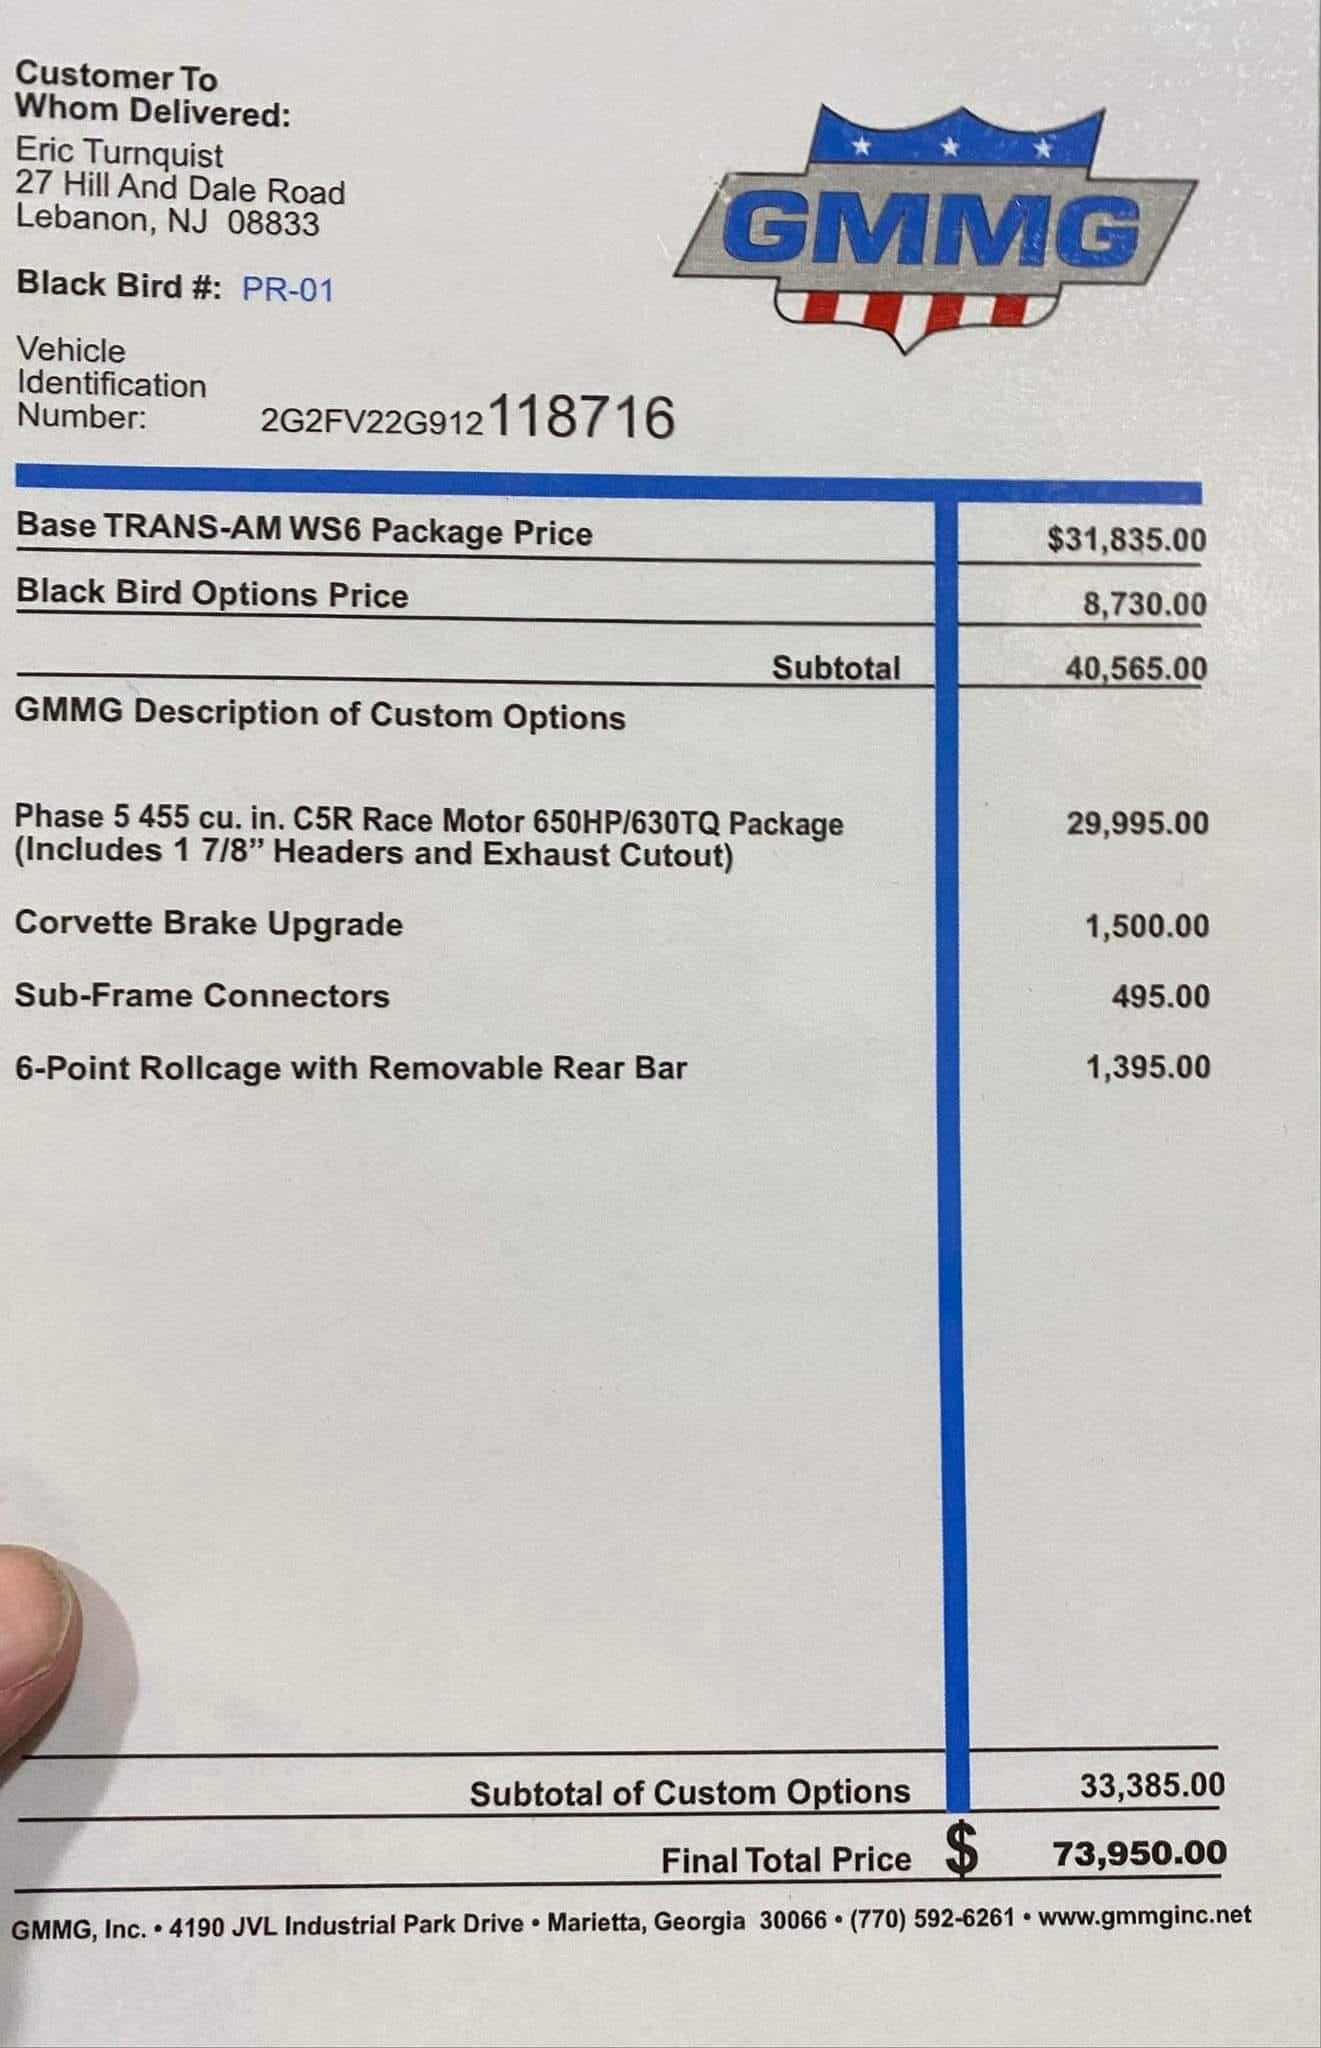 Customer To
Whom Delivered:
Eric Turnquist
27 Hill And Dale Road
Lebanon, NJ 08833
GMMG
Black Bird #: PR-01
Vehicle
Identification
Number: 2G2FV22G912118716
Base TRANS-AM WS6 Package Price $31,835.00
Black Bird Options Price 8,730.00
Subtotal 40,565.00
GMMG Description of Custom Options
Phase 5 455 cu. in. C5R Race Motor 650HP/630TQ Package 29,995.00
(Includes 1 7/8” Headers and Exhaust Cutout)
Corvette Brake Upgrade 1,500.00
Sub-Frame Connectors 495.00
6-Point Rollcage with Removable Rear Bar 1,395.00
Subtotal of Custom Options 33,385.00
Final Total Price $ 73,950.00
GMMG, Inc. • 4190 JVL Industrial Park Drive • Marietta, Georgia 30066 • (770) 592-6261 • www.gmmginc.net